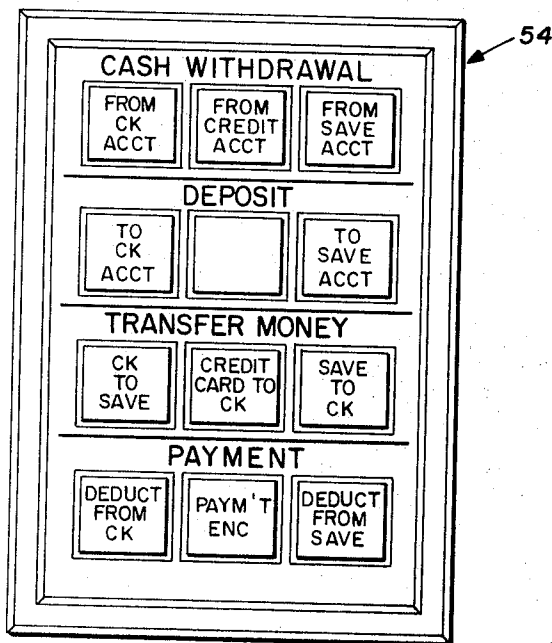 54
CASH WITHDRAWAL
FROM CK ACCT
FROM CREDIT ACCT
FROM SAVE ACCT
DEPOSIT
TO CK ACCT
TO SAVE ACCT
TRANSFER MONEY
CK TO SAVE
CREDIT CARD TO CK
SAVE TO CK
PAYMENT
DEDUCT FROM CK
PAYM'T ENC
DEDUCT FROM SAVE